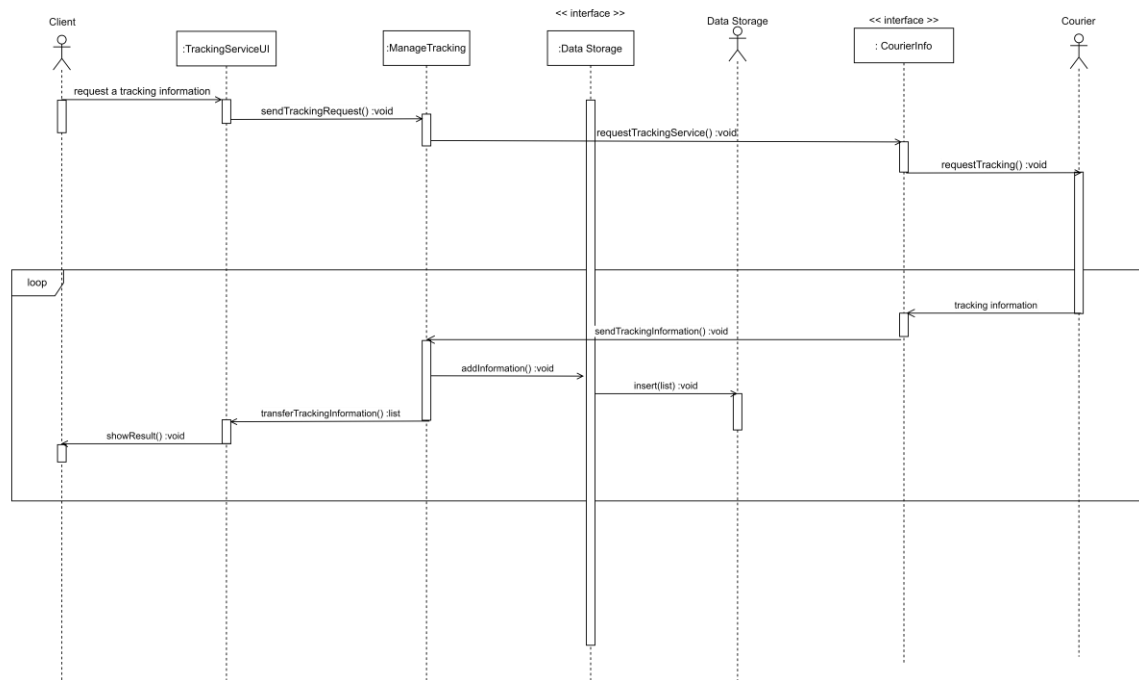 Client
<< interface >>
Data Storage
<< interface >>
Courier
:TrackingServiceUI
:ManageTracking
:Data Storage
: CourierInfo
request a tracking information
sendTrackingRequest() :void
requestTrackingService() :void
requestTracking() :void
loop
tracking information
sendTrackingInformation() :void
addInformation() :void
insert(list) :void
transferTrackingInformation() :list
showResult() :void